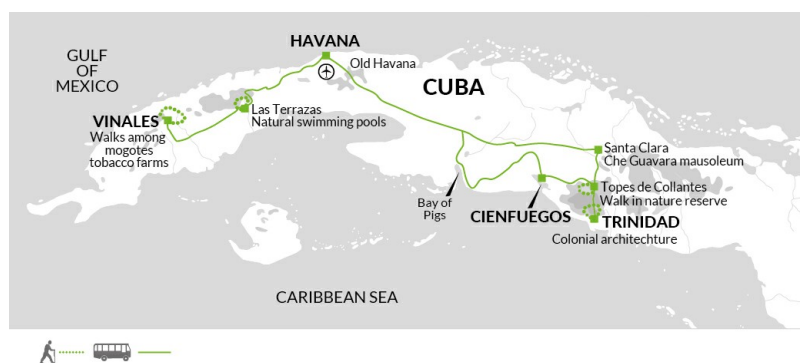 GULF
OF
MEXICO
HAVANA
Old Havana
CUBA
Las Terrazas
Natural swimming pools
VINALES
Walks among
mogotes
tobacco farms
Santa Clara
Che Guavara mausoleum
Bay of
Pigs
CIENFUEGOS
Topes de Collantes
Walk in nature reserve
TRINIDAD
Colonial architechture
CARIBBEAN SEA